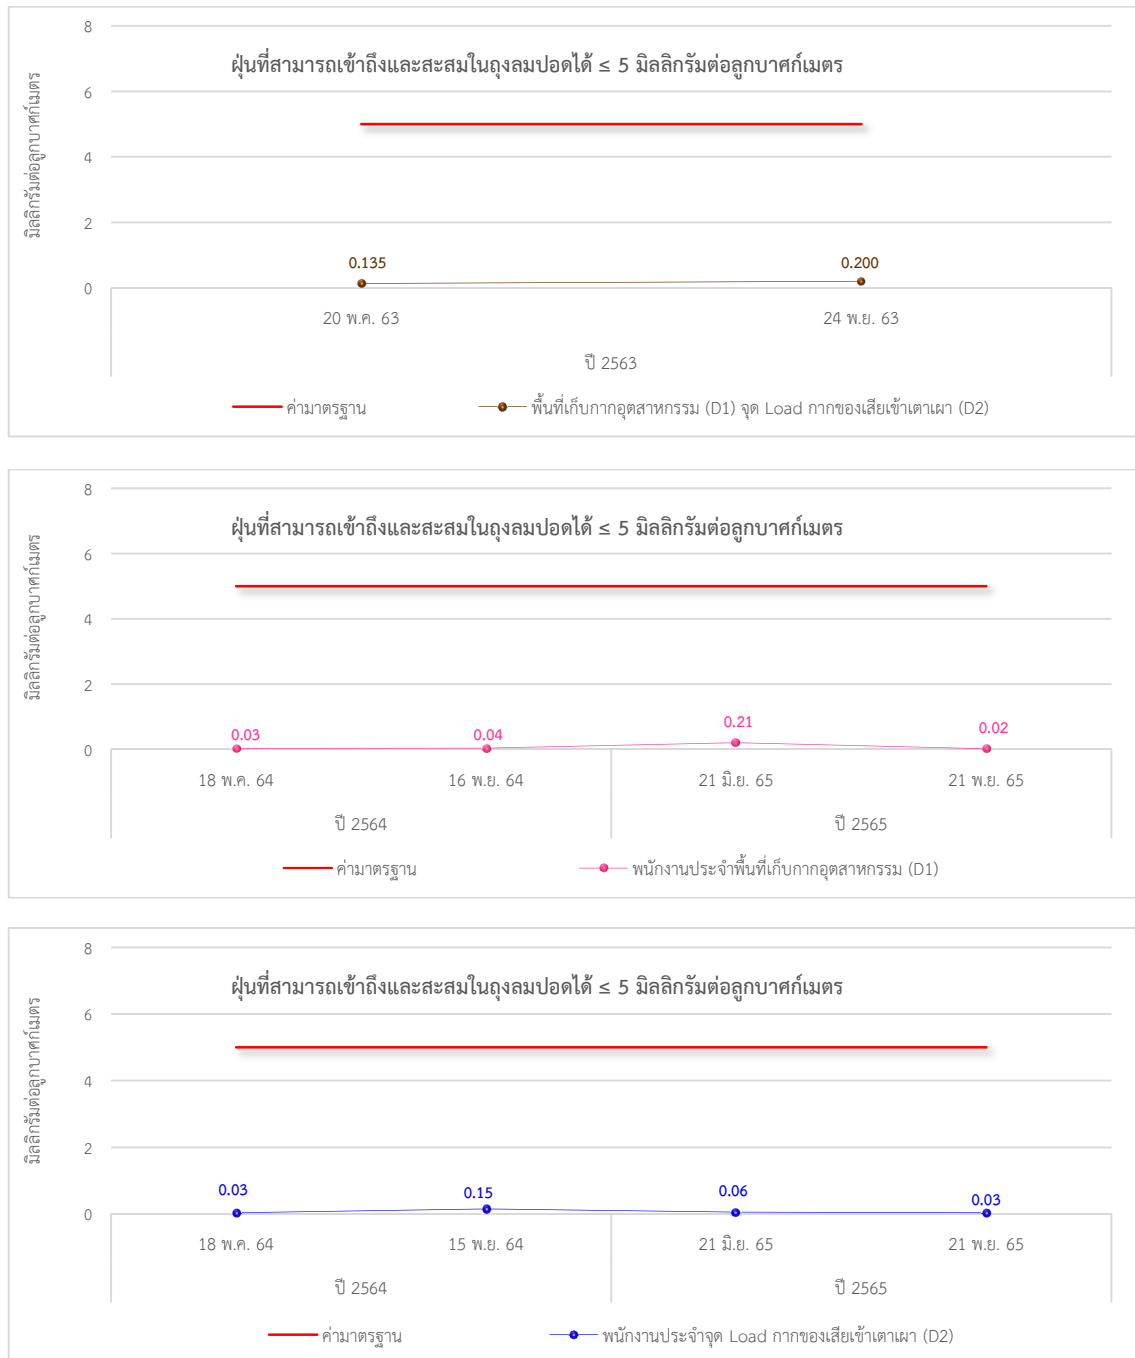 8
ฝุ่นที่สามารถเข้าถึงและสะสมในถุงลมปอดได้ ≤ 5 มิลลิกรัมต่อลูกบาศก์เมตร
6
4
2
0
มิลลิกรัมต่อลูกบาศก์เมตร
0.135
0.200
20 พ.ค. 63
24 พ.ย. 63
ปี 2563
ค่ามาตรฐาน
พื้นที่เก็บกากอุตสาหกรรม (D1) จุด Load กากของเสียเข้าเตาเผา (D2)
8
ฝุ่นที่สามารถเข้าถึงและสะสมในถุงลมปอดได้ ≤ 5 มิลลิกรัมต่อลูกบาศก์เมตร
6
4
2
0
มิลลิกรัมต่อลูกบาศก์เมตร
0.03
0.04
0.21
0.02
18 พ.ค. 64
16 พ.ย. 64
21 มิ.ย. 65
21 พ.ย. 65
ปี 2564
ปี 2565
ค่ามาตรฐาน
พนักงานประจำพื้นที่เก็บกากอุตสาหกรรม (D1)
8
ฝุ่นที่สามารถเข้าถึงและสะสมในถุงลมปอดได้ ≤ 5 มิลลิกรัมต่อลูกบาศก์เมตร
6
4
2
0
มิลลิกรัมต่อลูกบาศก์เมตร
0.03
0.15
0.06
0.03
18 พ.ค. 64
15 พ.ย. 64
21 มิ.ย. 65
21 พ.ย. 65
ปี 2564
ปี 2565
ค่ามาตรฐาน
พนักงานประจำจุด Load กากของเสียเข้าเตาเผา (D2)